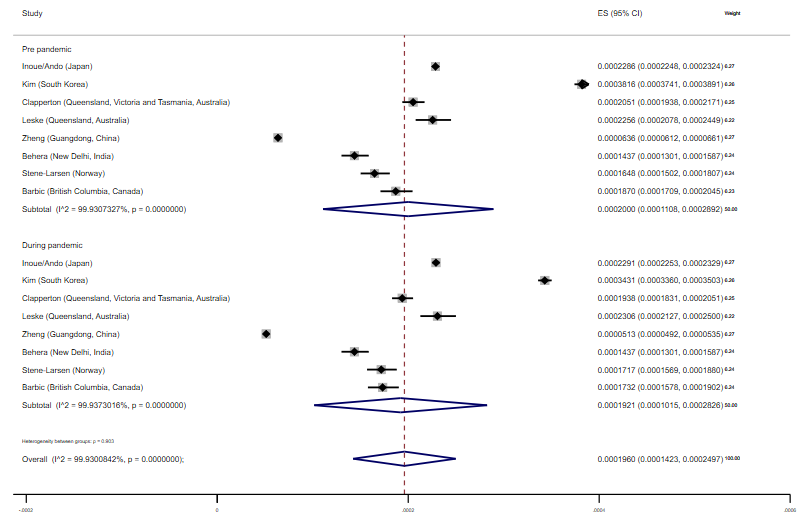 Study ES (95% CI) Weight
Pre pandemic
Inoue/Ando (Japan) 0.0002286 (0.0002248, 0.0002324) 6.27
Kim (South Korea) 0.0003816 (0.0003741, 0.0003891) 6.26
Clapperton (Queensland, Victoria and Tasmania, Australia) 0.0002051 (0.0001938, 0.0002171) 6.25
Leske (Queensland, Australia) 0.0002256 (0.0002078, 0.0002449) 6.22
Zheng (Guangdong, China) 0.0000636 (0.0000612, 0.0000661) 6.27
Behera (New Delhi, India) 0.0001437 (0.0001301, 0.0001587) 6.24
Stene-Larsen (Norway) 0.0001648 (0.0001502, 0.0001807) 6.24
Barbic (British Columbia, Canada) 0.0001870 (0.0001709, 0.0002045) 6.23
Subtotal (I^2 = 99.9307327%, p = 0.0000000) 0.0002000 (0.0001108, 0.0002892) 50.00
During pandemic
Inoue/Ando (Japan) 0.0002291 (0.0002253, 0.0002329) 6.27
Kim (South Korea) 0.0003431 (0.0003360, 0.0003503) 6.26
Clapperton (Queensland, Victoria and Tasmania, Australia) 0.0001938 (0.0001831, 0.0002051) 6.25
Leske (Queensland, Australia) 0.0002306 (0.0002127, 0.0002500) 6.22
Zheng (Guangdong, China) 0.0000513 (0.0000492, 0.0000535) 6.27
Behera (New Delhi, India) 0.0001437 (0.0001301, 0.0001587) 6.24
Stene-Larsen (Norway) 0.0001717 (0.0001569, 0.0001880) 6.24
Barbic (British Columbia, Canada) 0.0001732 (0.0001578, 0.0001902) 6.24
Subtotal (I^2 = 99.9373016%, p = 0.0000000) 0.0001921 (0.0001015, 0.0002826) 50.00
Heterogeneity between groups: p = 0.903
Overall (I^2 = 99.9300842%, p = 0.0000000); 0.0001960 (0.0001423, 0.0002497) 100.00
-.0002 0 .0002 .0004 .0006